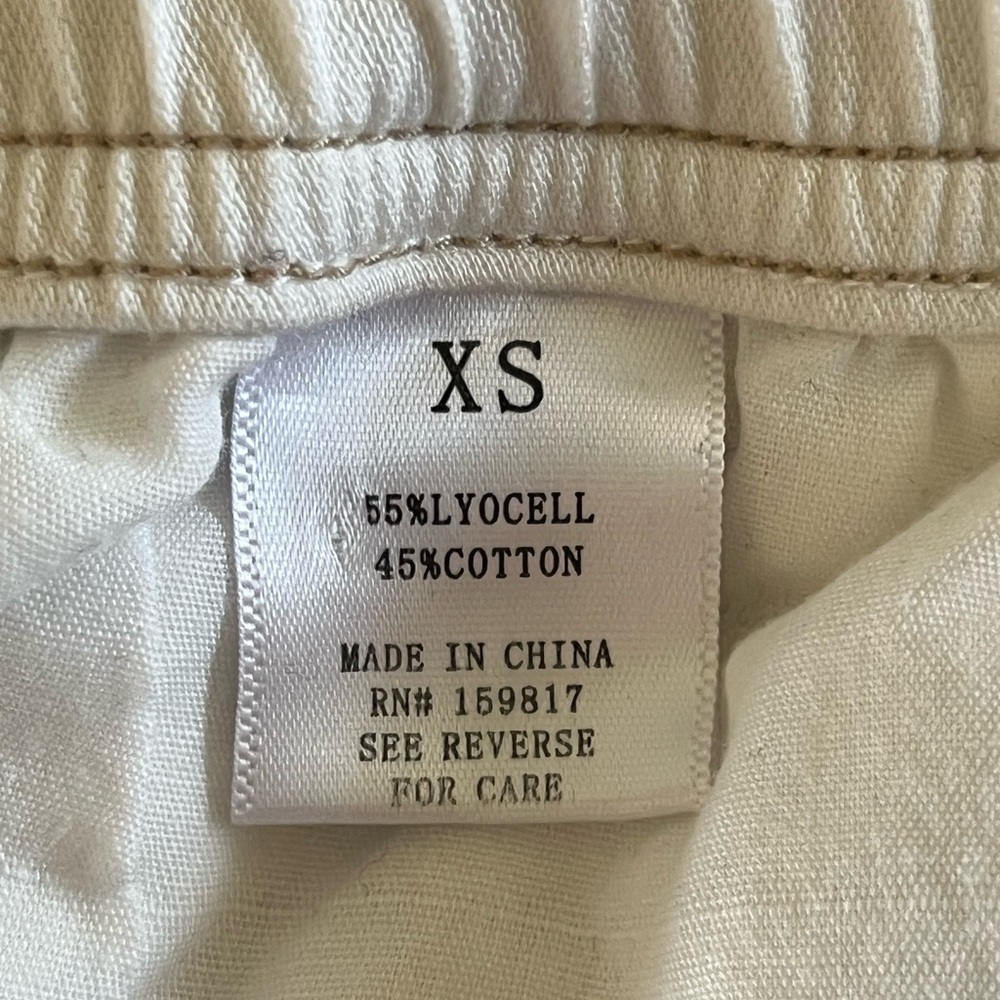 XS
55%LYOCELL
45%COTTON
MADE IN CHINA
RN# 159817
SEE REVERSE
FOR CARE